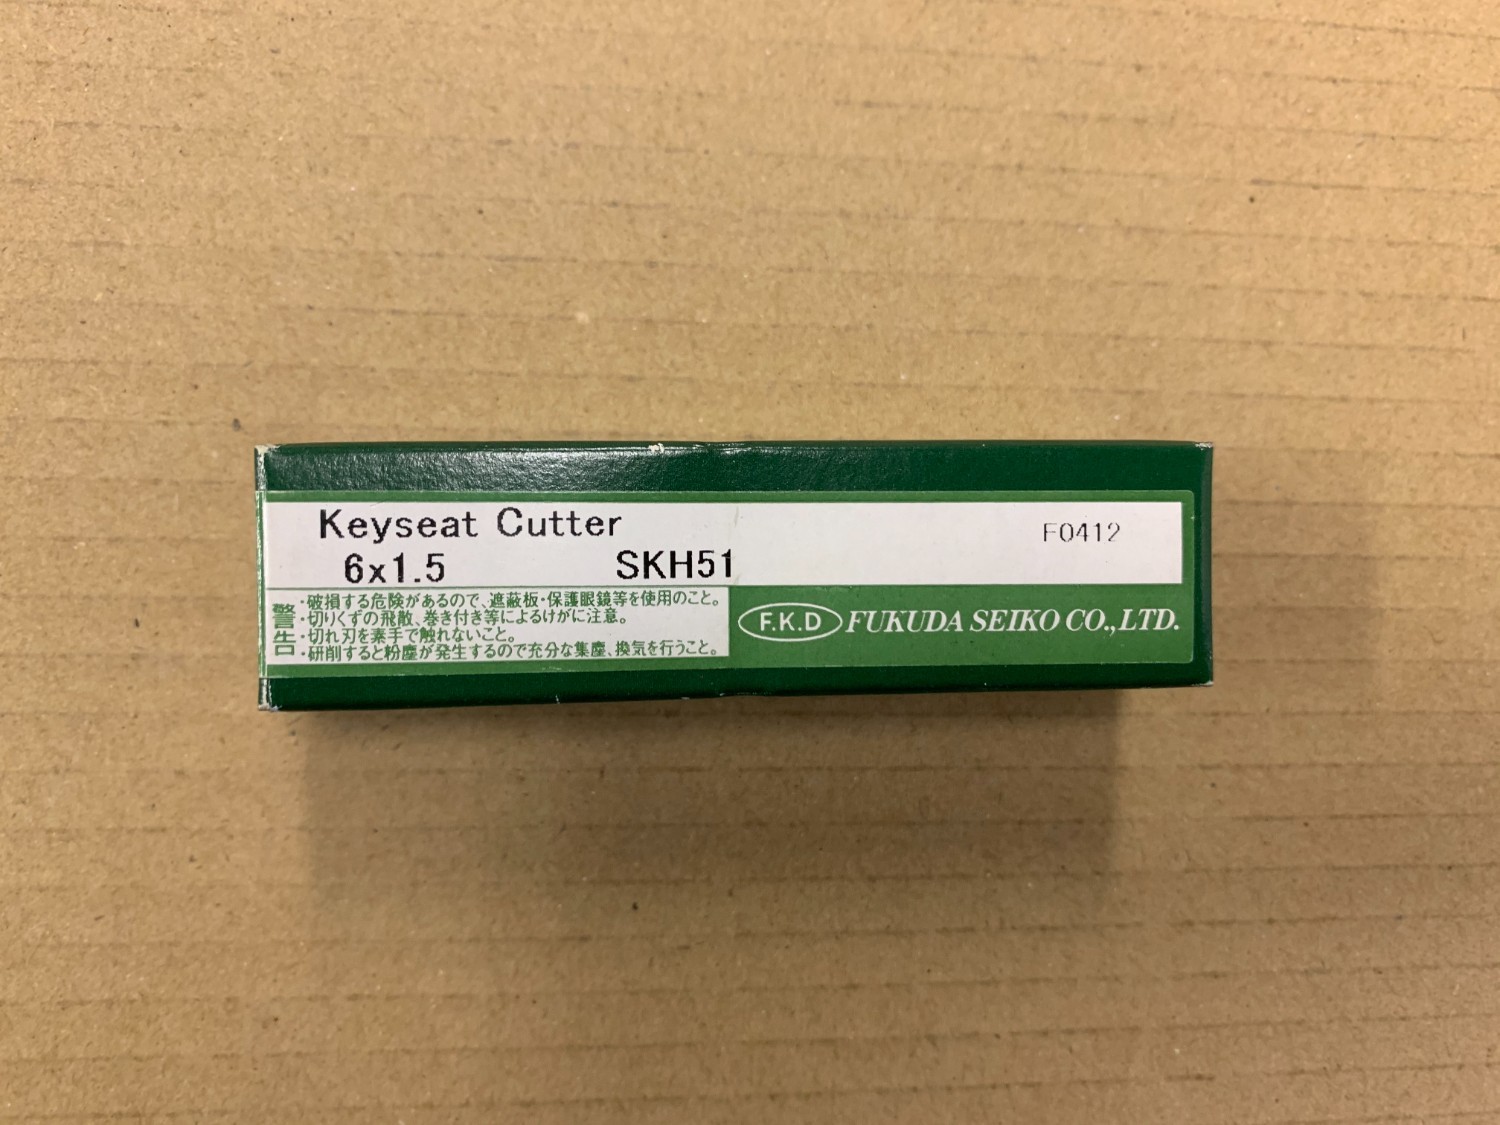 Keyseat Cutter
F0412
6x1.5 SKH51
警告
・破損する危険があるので、遮蔽板・保護眼鏡等を使用のこと。
・切りくずの飛散、巻き付き等によるけがに注意。
・切れ刃を素手で触れないこと。
・研削すると粉塵が発生するので充分な集塵、換気を行うこと。
F.K.D FUKUDA SEIKO CO.,LTD.